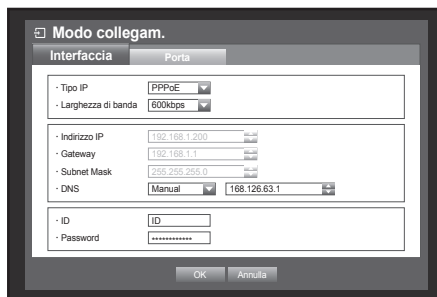 Modo collegam.
Interfaccia Porta
· Tipo IP PPPoE
· Larghezza di banda 600kbps
· Indirizzo IP 192.168.1.200
· Gateway 192.168.1.1
· Subnet Mask 255.255.255.0
· DNS Manual 168.126.63.1
· ID ID
· Password ************
OK Annulla